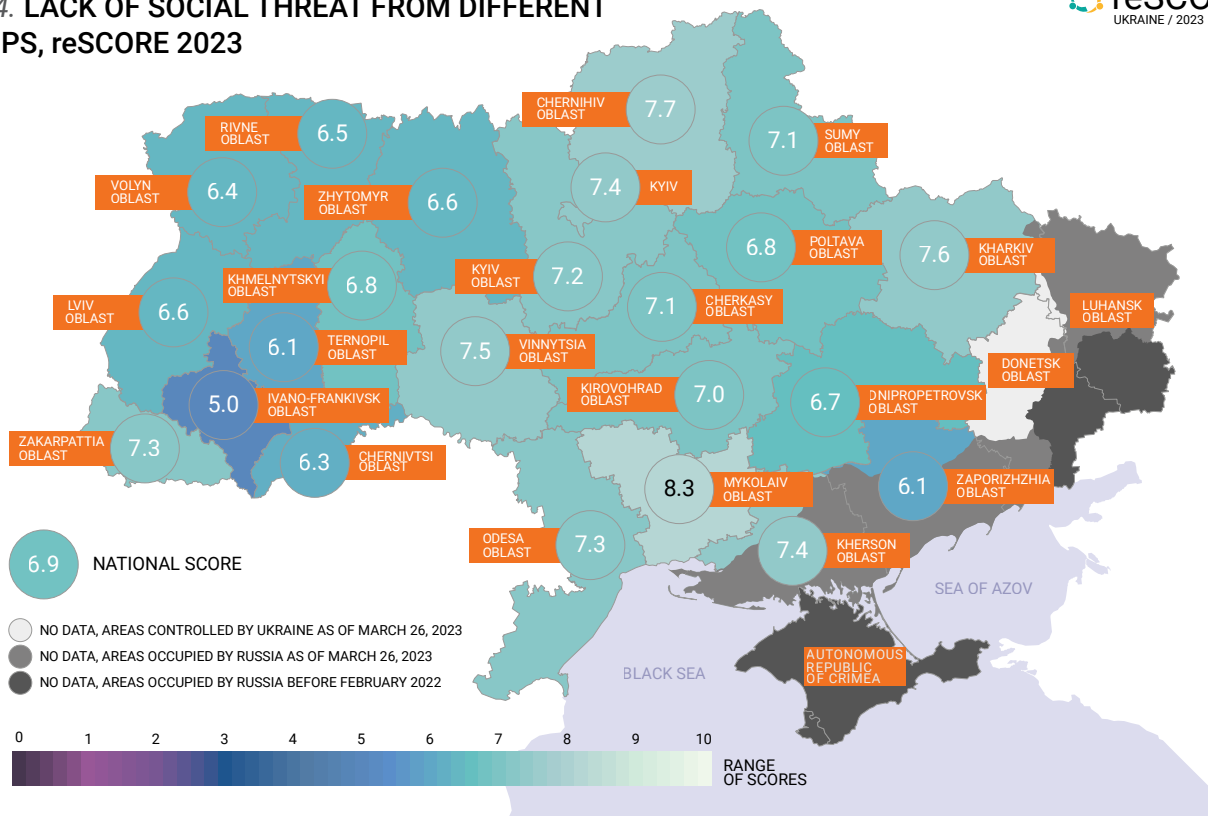 4. LACK OF SOCIAL THREAT FROM DIFFERENT
PS, reSCORE 2023
UKRAINE / 2023
CHERNIHIV
OBLAST
7.7
RIVNE
OBLAST
6.5
7.1
SUMY
OBLAST
VOLYN
OBLAST
6.4
ZHYTOMYR
OBLAST
6.6
7.4
KYIV
6.8
POLTAVA
OBLAST
7.6
KHARKIV
OBLAST
KHMELNYTSKYI
OBLAST
6.8
KYIV
OBLAST
7.2
LVIV
OBLAST
6.6
7.1
CHERKASY
OBLAST
LUHANSK
OBLAST
6.1
TERNOPIL
OBLAST
7.5
VINNYTSIA
OBLAST
DONETSK
OBLAST
5.0
IVANO-FRANKIVSK
OBLAST
KIROVOHRAD
OBLAST
7.0
6.7
DNIPROPETROVSK
OBLAST
ZAKARPATTIA
OBLAST
7.3
6.3
CHERNIVTSI
OBLAST
8.3
MYKOLAIV
OBLAST
6.1
ZAPORIZHZHIA
OBLAST
ODESA
OBLAST
7.3
7.4
KHERSON
OBLAST
6.9
NATIONAL SCORE
SEA OF AZOV
NO DATA, AREAS CONTROLLED BY UKRAINE AS OF MARCH 26, 2023
NO DATA, AREAS OCCUPIED BY RUSSIA AS OF MARCH 26, 2023
NO DATA, AREAS OCCUPIED BY RUSSIA BEFORE FEBRUARY 2022
BLACK SEA
AUTONOMOUS
REPUBLIC
OF CRIMEA
0 1 2 3 4 5 6 7 8 9 10
RANGE
OF SCORES